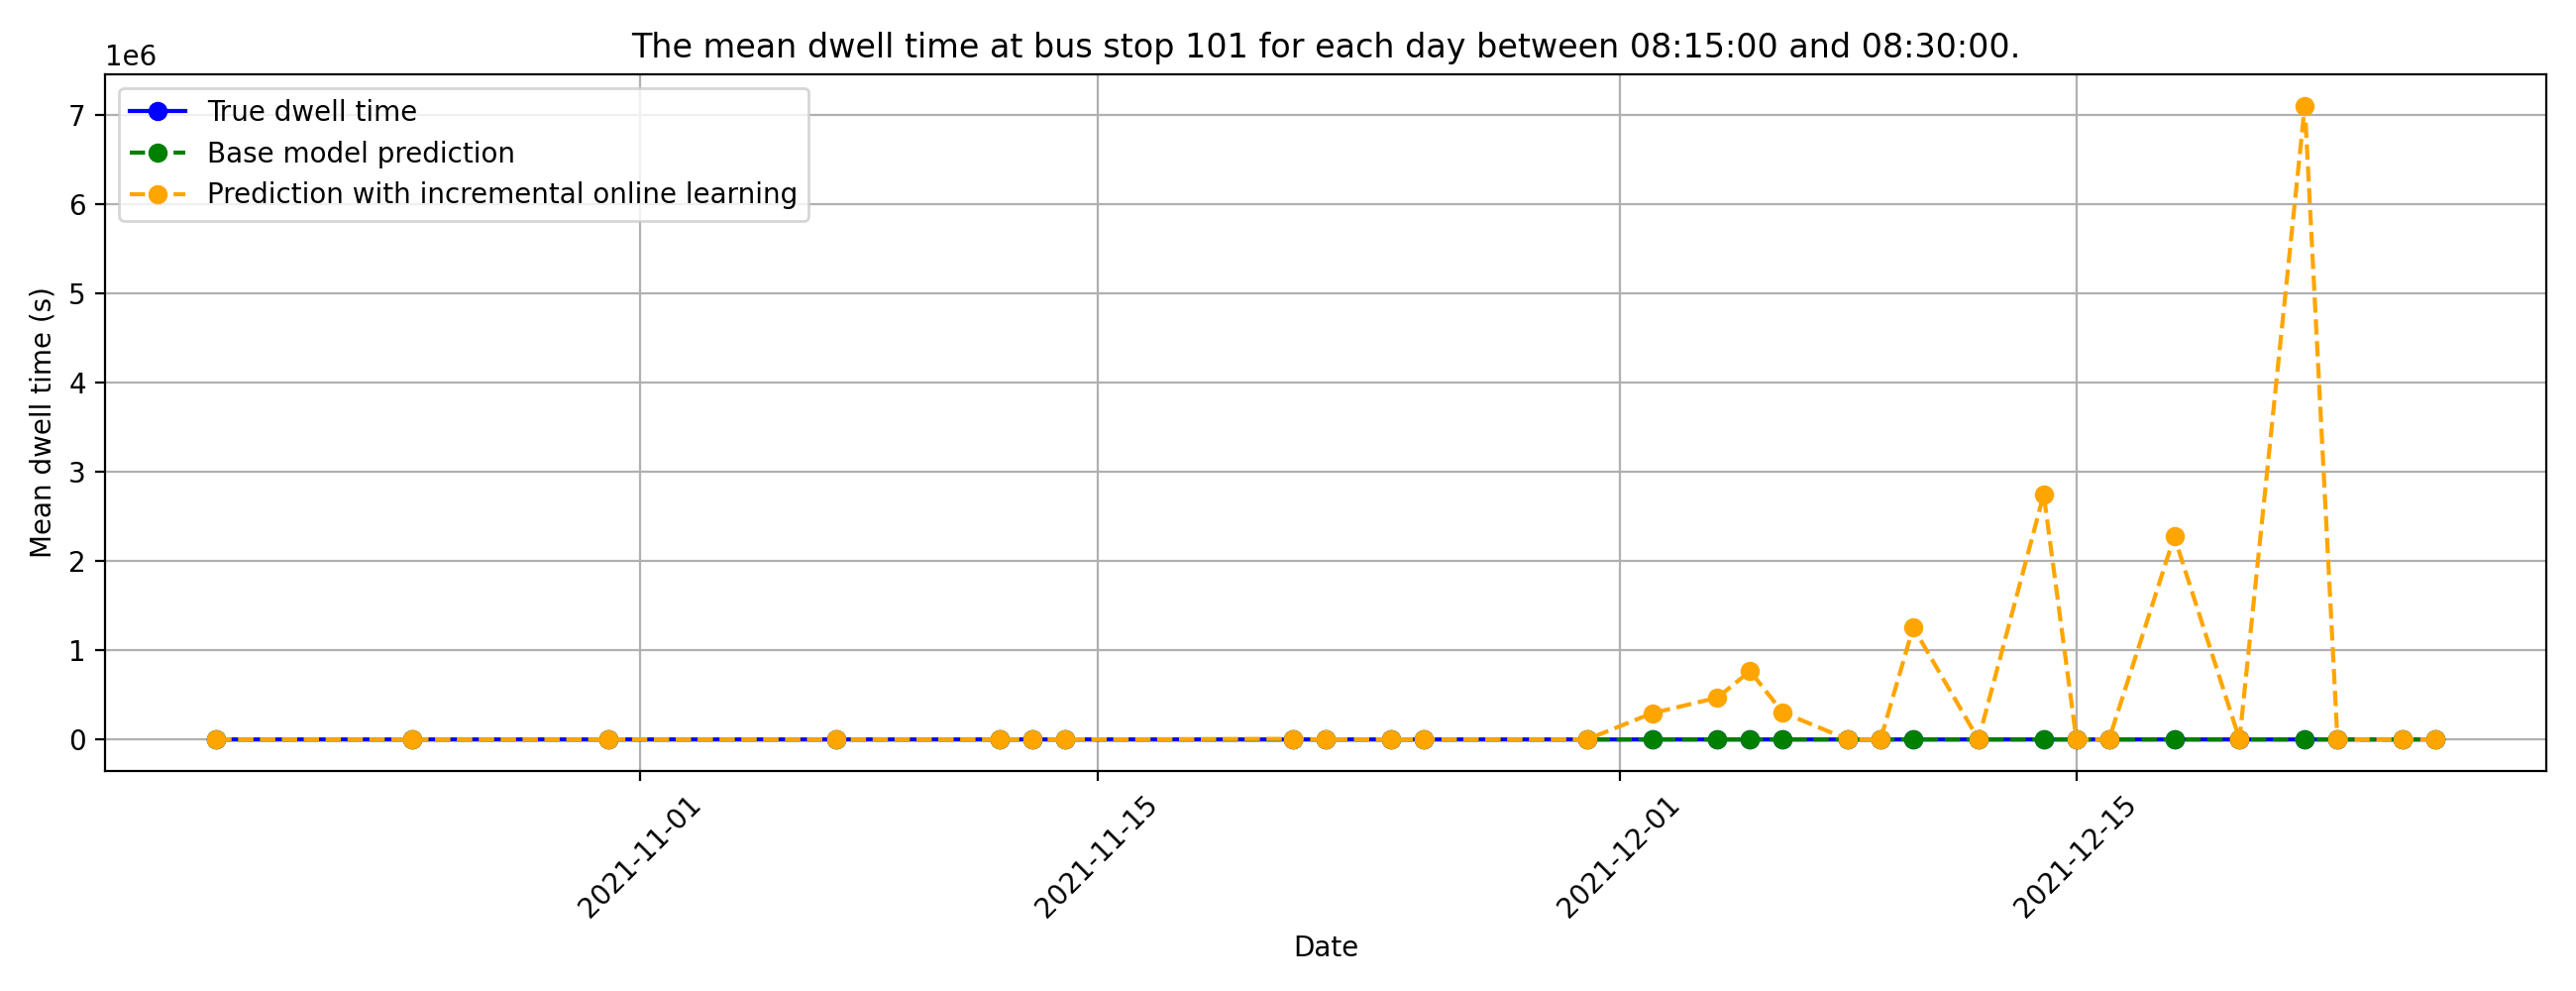 The mean dwell time at bus stop 101 for each day between 08:15:00 and 08:30:00.
1e6
True dwell time
Base model prediction
Prediction with incremental online learning
Mean dwell time (s)
7
6
5
4
3
2
1
0
2021-11-01
2021-11-15
2021-12-01
2021-12-15
Date